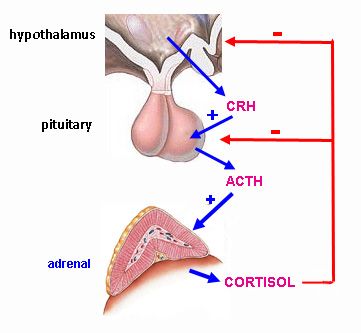 hypothalamus
-
CRH
+
pituitary
-
ACTH
+
adrenal
CORTISOL